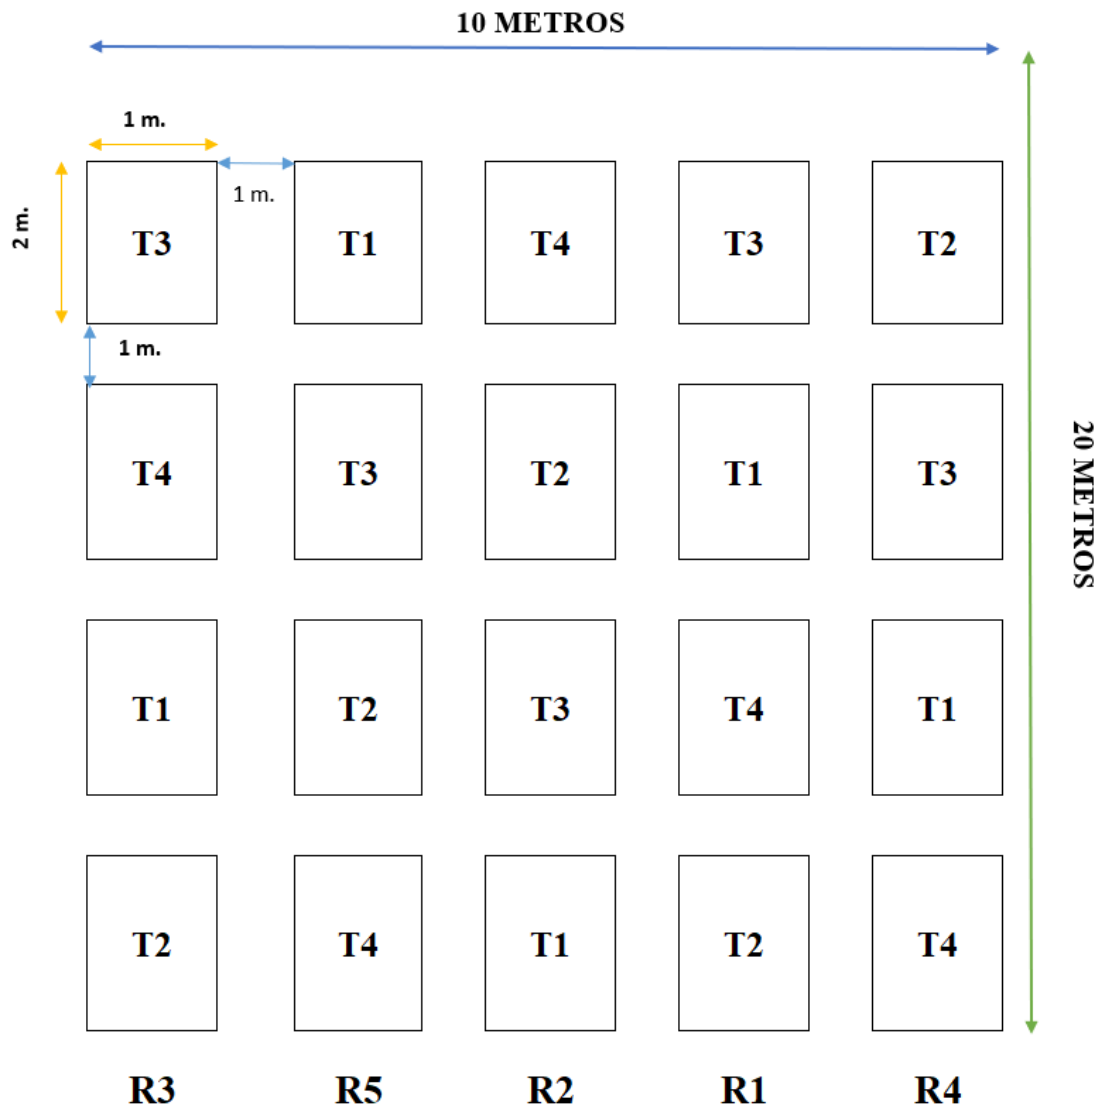 10 METROS
1 m.
1 m.
2 m.
T3 T1 T4 T3 T2
1 m.
T4 T3 T2 T1 T3
20 METROS
T1 T2 T3 T4 T1
T2 T4 T1 T2 T4
R3 R5 R2 R1 R4